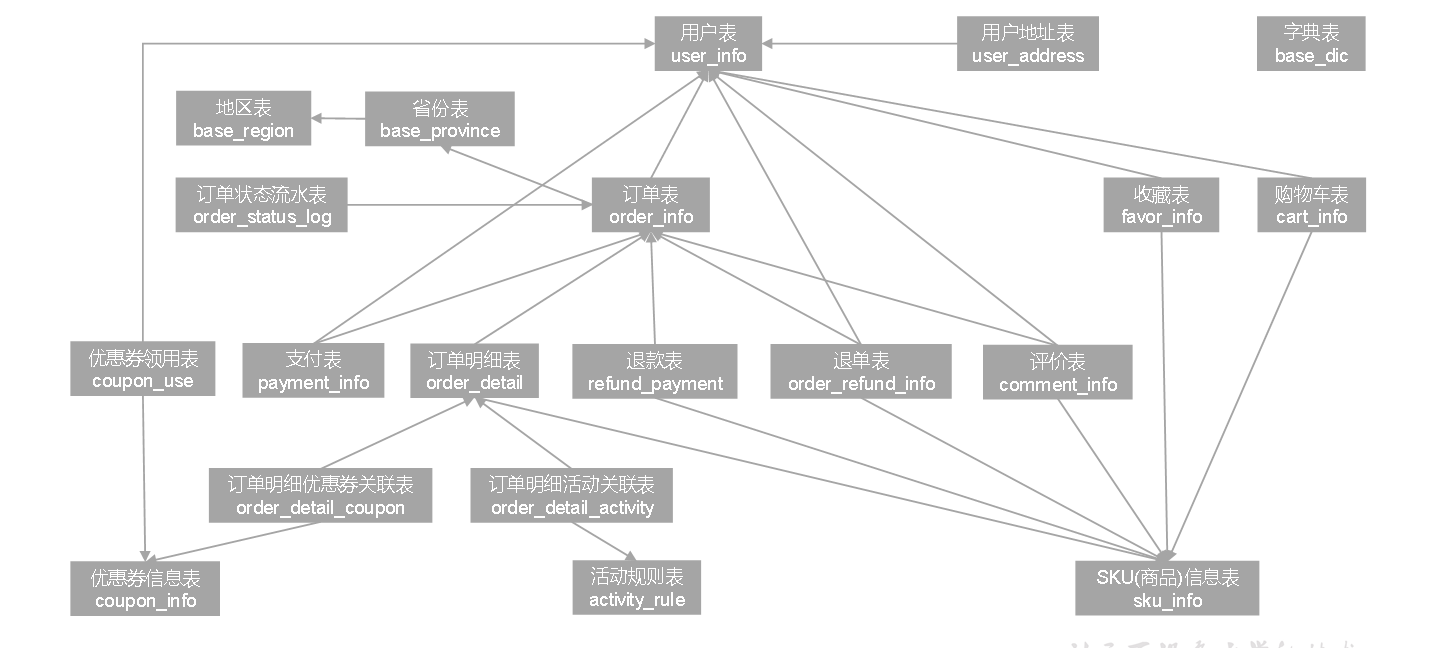 用户表
user_info
用户地址表
user_address
字典表
base_dic
地区表
base_region
省份表
base_province
订单状态流水表
order_status_log
订单表
order_info
收藏表
favor_info
购物车表
cart_info
优惠券领用表
coupon_use
支付表
payment_info
订单明细表
order_detail
退款表
refund_payment
退单表
order_refund_info
评价表
comment_info
订单明细优惠券关联表
order_detail_coupon
订单明细活动关联表
order_detail_activity
优惠券信息表
coupon_info
活动规则表
activity_rule
SKU(商品)信息表
sku_info